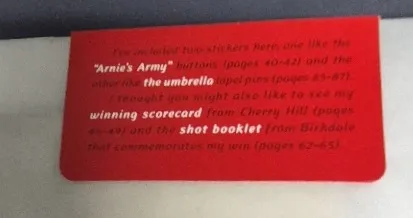 I've included two stickers here, one like the
"Arnie's Army" buttons (pages 40-42) and the
other like the umbrella lapel pins (pages 85-87).
I thought you might also like to see my
winning scorecard from Cherry Hill (pages
45-49) and the shot booklet from Birkdale
that commemorates my win (pages 62-65).